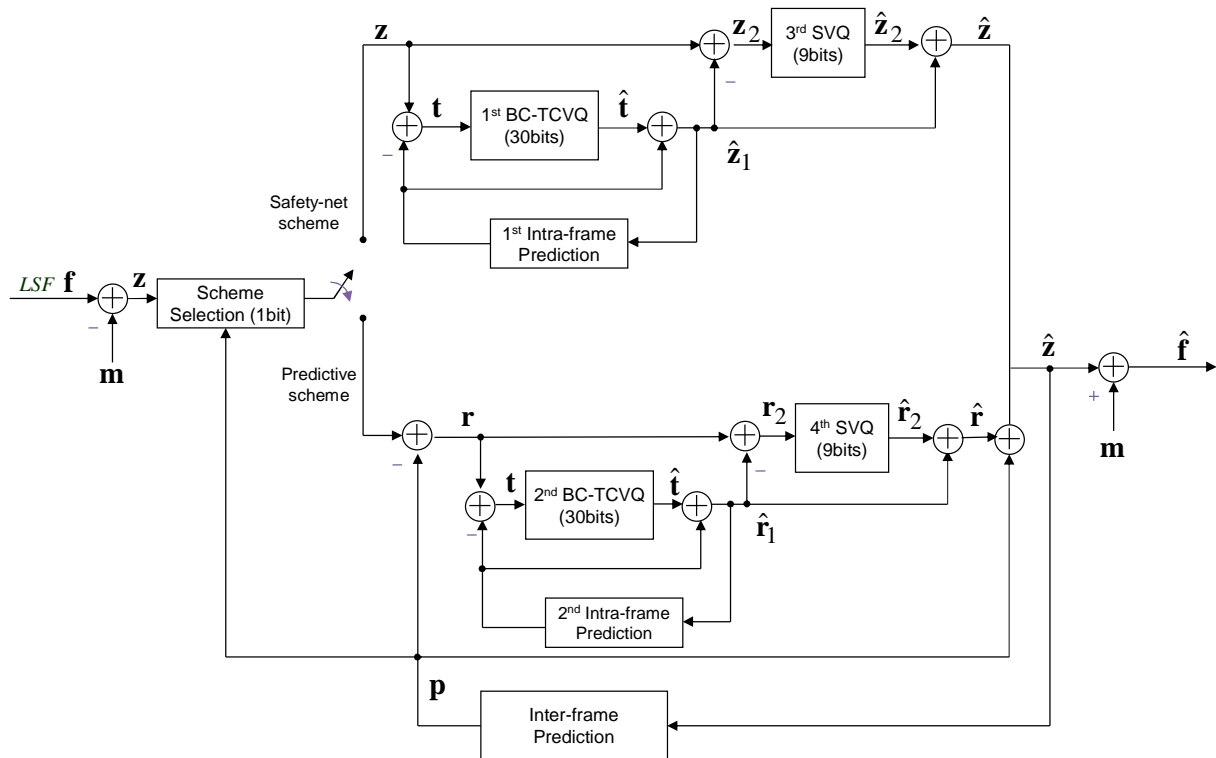 z
z₂
3rd SVQ
(9bits)
ẑ₂
ẑ
−
t
1st BC-TCVQ
(30bits)
t̂
−
ẑ₁
Safety-net
scheme
1st Intra-frame
Prediction
LSF f
z
Scheme
Selection (1bit)
−
m
Predictive
scheme
ẑ
f̂
+
m
r
r₂
4th SVQ
(9bits)
r̂₂
r̂
−
−
t
2nd BC-TCVQ
(30bits)
t̂
−
r̂₁
2nd Intra-frame
Prediction
p
Inter-frame
Prediction